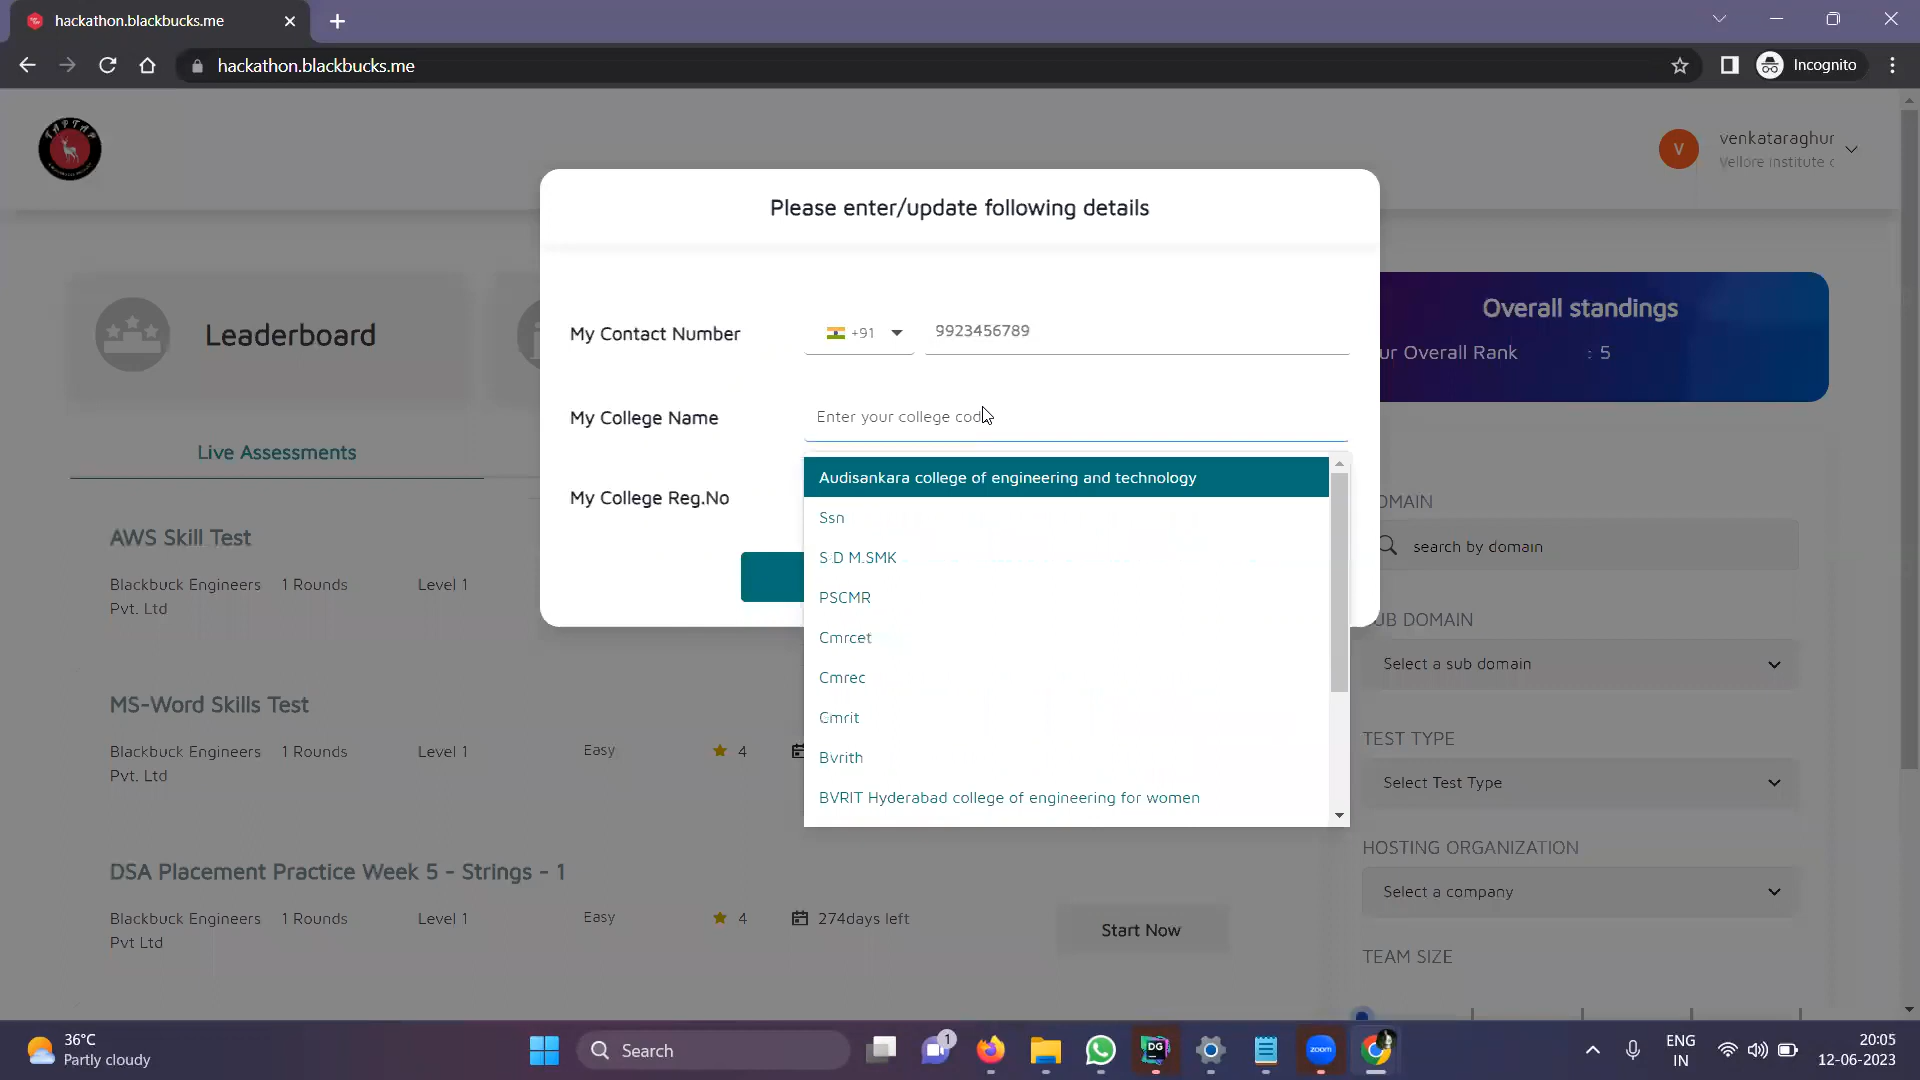 hackathon.blackbucks.me
hackathon.blackbucks.me
Incognito
TAPTAP
V
venkataraghur
Vellore institute c
Please enter/update following details
My Contact Number
+91
9923456789
My College Name
Enter your college cod
My College Reg.No
Audisankara college of engineering and technology
Ssn
S D M.SMK
PSCMR
Cmrcet
Cmrec
Cmrit
Bvrith
BVRIT Hyderabad college of engineering for women
Leaderboard
Overall standings
ur Overall Rank : 5
Live Assessments
AWS Skill Test
Blackbuck Engineers 1 Rounds Level 1
Pvt. Ltd
MS-Word Skills Test
Blackbuck Engineers 1 Rounds Level 1 Easy 4
Pvt. Ltd
DSA Placement Practice Week 5 - Strings - 1
Blackbuck Engineers 1 Rounds Level 1 Easy 4 274days left
Pvt Ltd
Start Now
OMAIN
search by domain
UB DOMAIN
Select a sub domain
TEST TYPE
Select Test Type
HOSTING ORGANIZATION
Select a company
TEAM SIZE
36°C
Partly cloudy
Search
1
DG
zoom
ENG
IN
20:05
12-06-2023